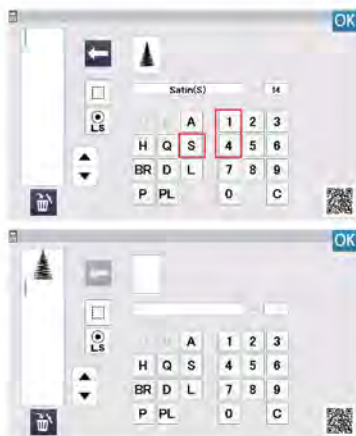 OK
Satin(S) 14
LS
A 1 2 3
H Q S 4 5 6
BR D L 7 8 9
P PL 0 C
OK
LS
A 1 2 3
H Q S 4 5 6
BR D L 7 8 9
P PL 0 C